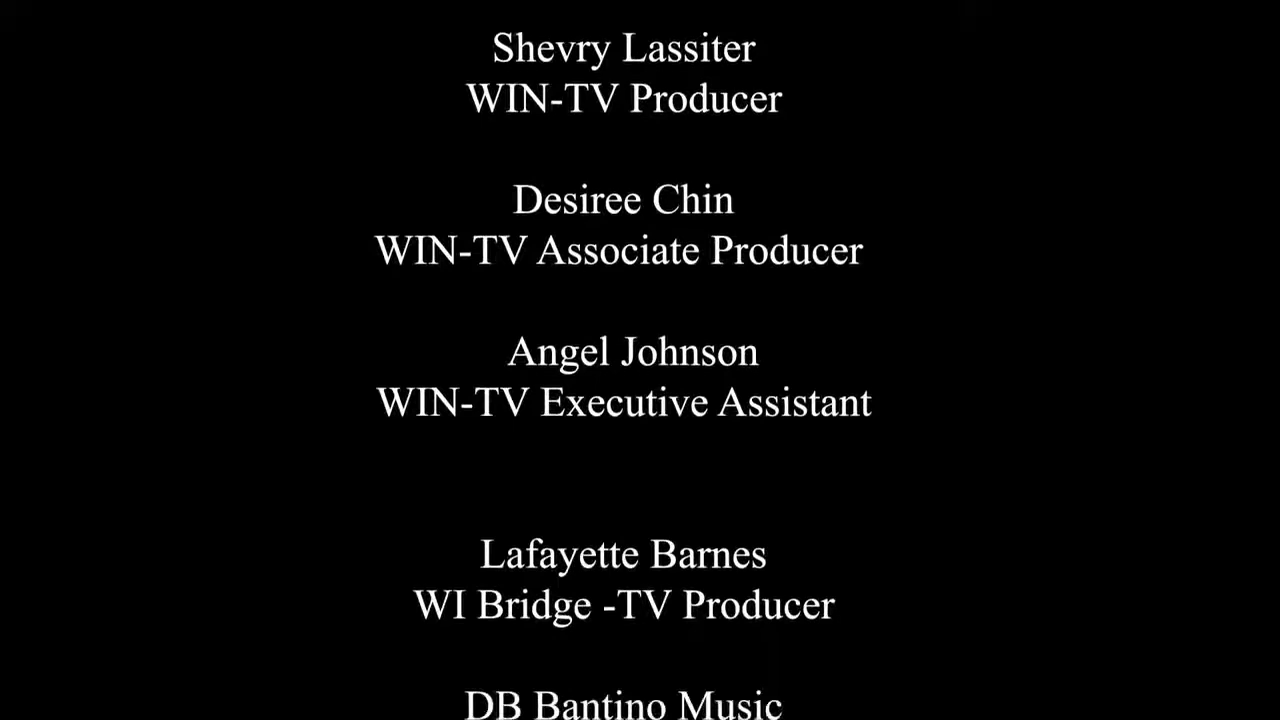 Shevry Lassiter
WIN-TV Producer
Desiree Chin
WIN-TV Associate Producer
Angel Johnson
WIN-TV Executive Assistant
Lafayette Barnes
WI Bridge -TV Producer
DB Bantino Music